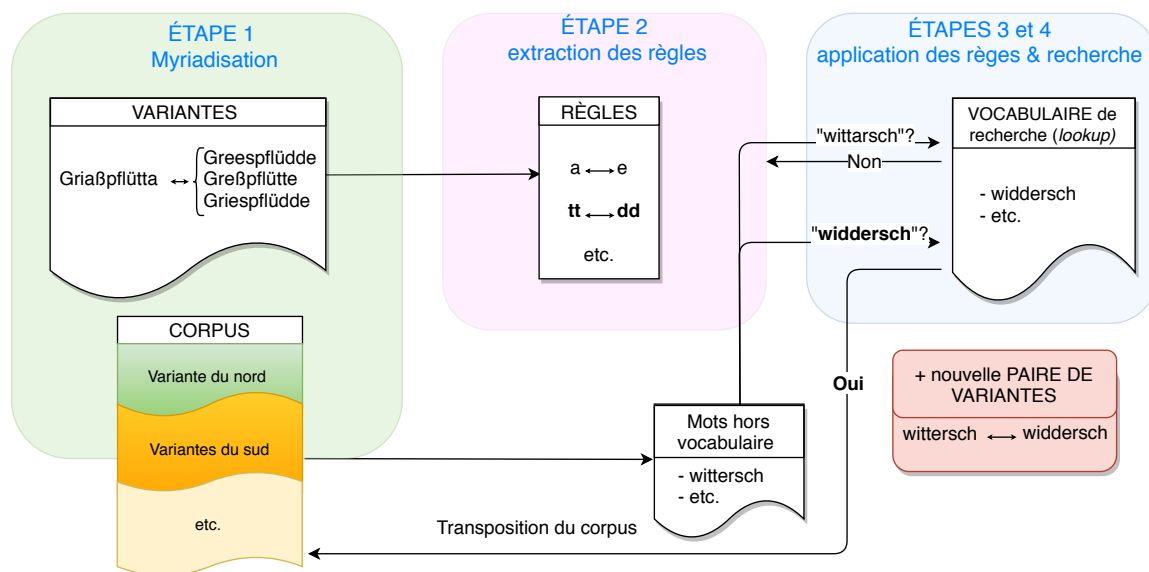 ÉTAPE 1
Myriadisation
VARIANTES
Griaßpflütta ↔ Greespflüdde
Greßpflütte
Griespflüdde
CORPUS
Variante du nord
Variantes du sud
etc.
ÉTAPE 2
extraction des règles
RÈGLES
a ↔ e
tt ↔ dd
etc.
ÉTAPES 3 et 4
application des règes & recherche
"wittarsch"?
Non
"widdersch"?
VOCABULAIRE de
recherche (lookup)
- widdersch
- etc.
Oui
Mots hors
vocabulaire
- wittersch
- etc.
Transposition du corpus
+ nouvelle PAIRE DE
VARIANTES
wittersch ↔ widdersch